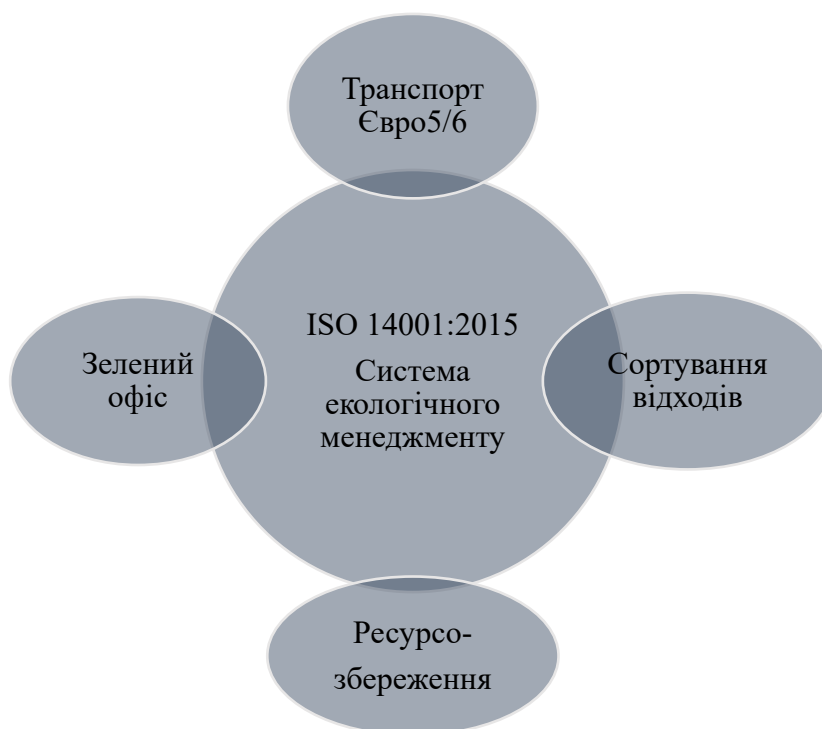 Транспорт
Євро5/6
ISO 14001:2015
Система
екологічного
менеджменту
Зелений
офіс
Сортування
відходів
Ресурсо-
збереження